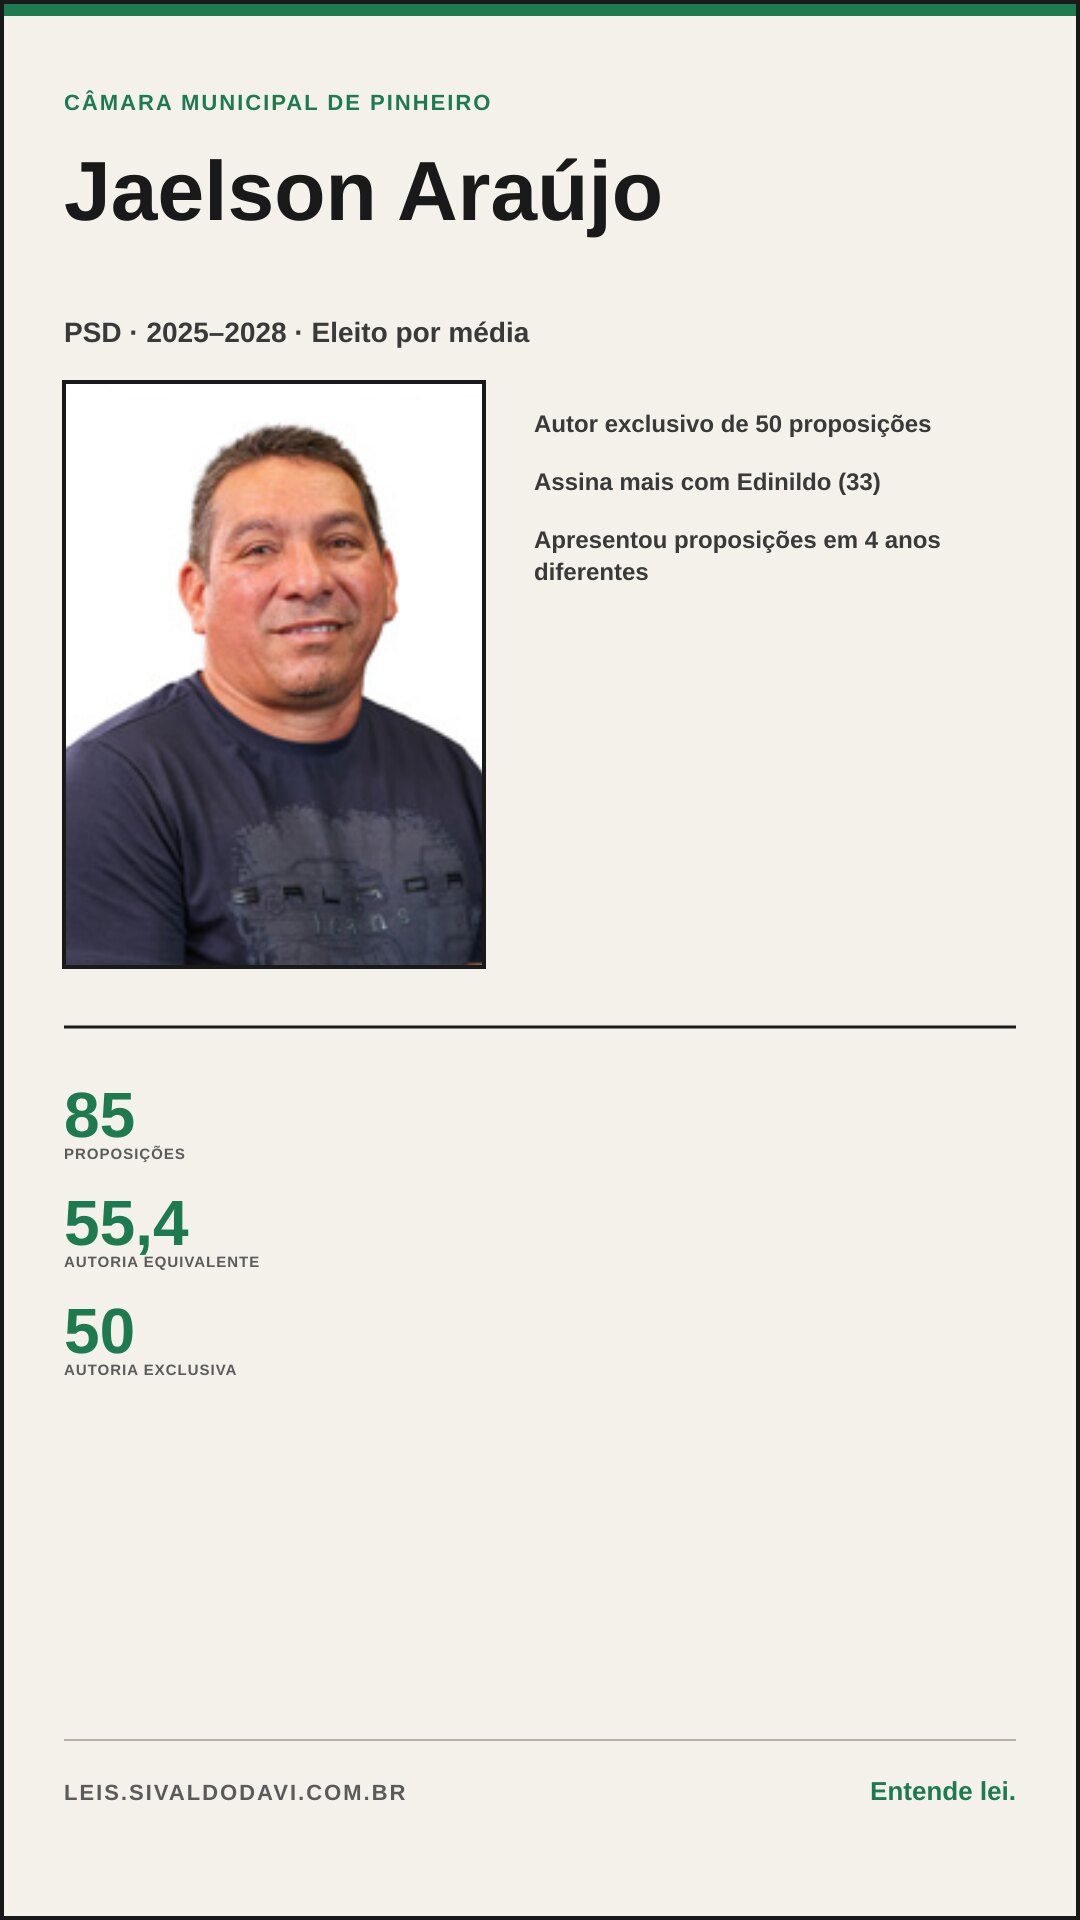 CÂMARA MUNICIPAL DE PINHEIRO
Jaelson Araújo
PSD · 2025–2028 · Eleito por média
Autor exclusivo de 50 proposições
Assina mais com Edinildo (33)
Apresentou proposições em 4 anos
diferentes
85
PROPOSIÇÕES
55,4
AUTORIA EQUIVALENTE
50
AUTORIA EXCLUSIVA
LEIS.SIVALDODAVI.COM.BR
Entende lei.